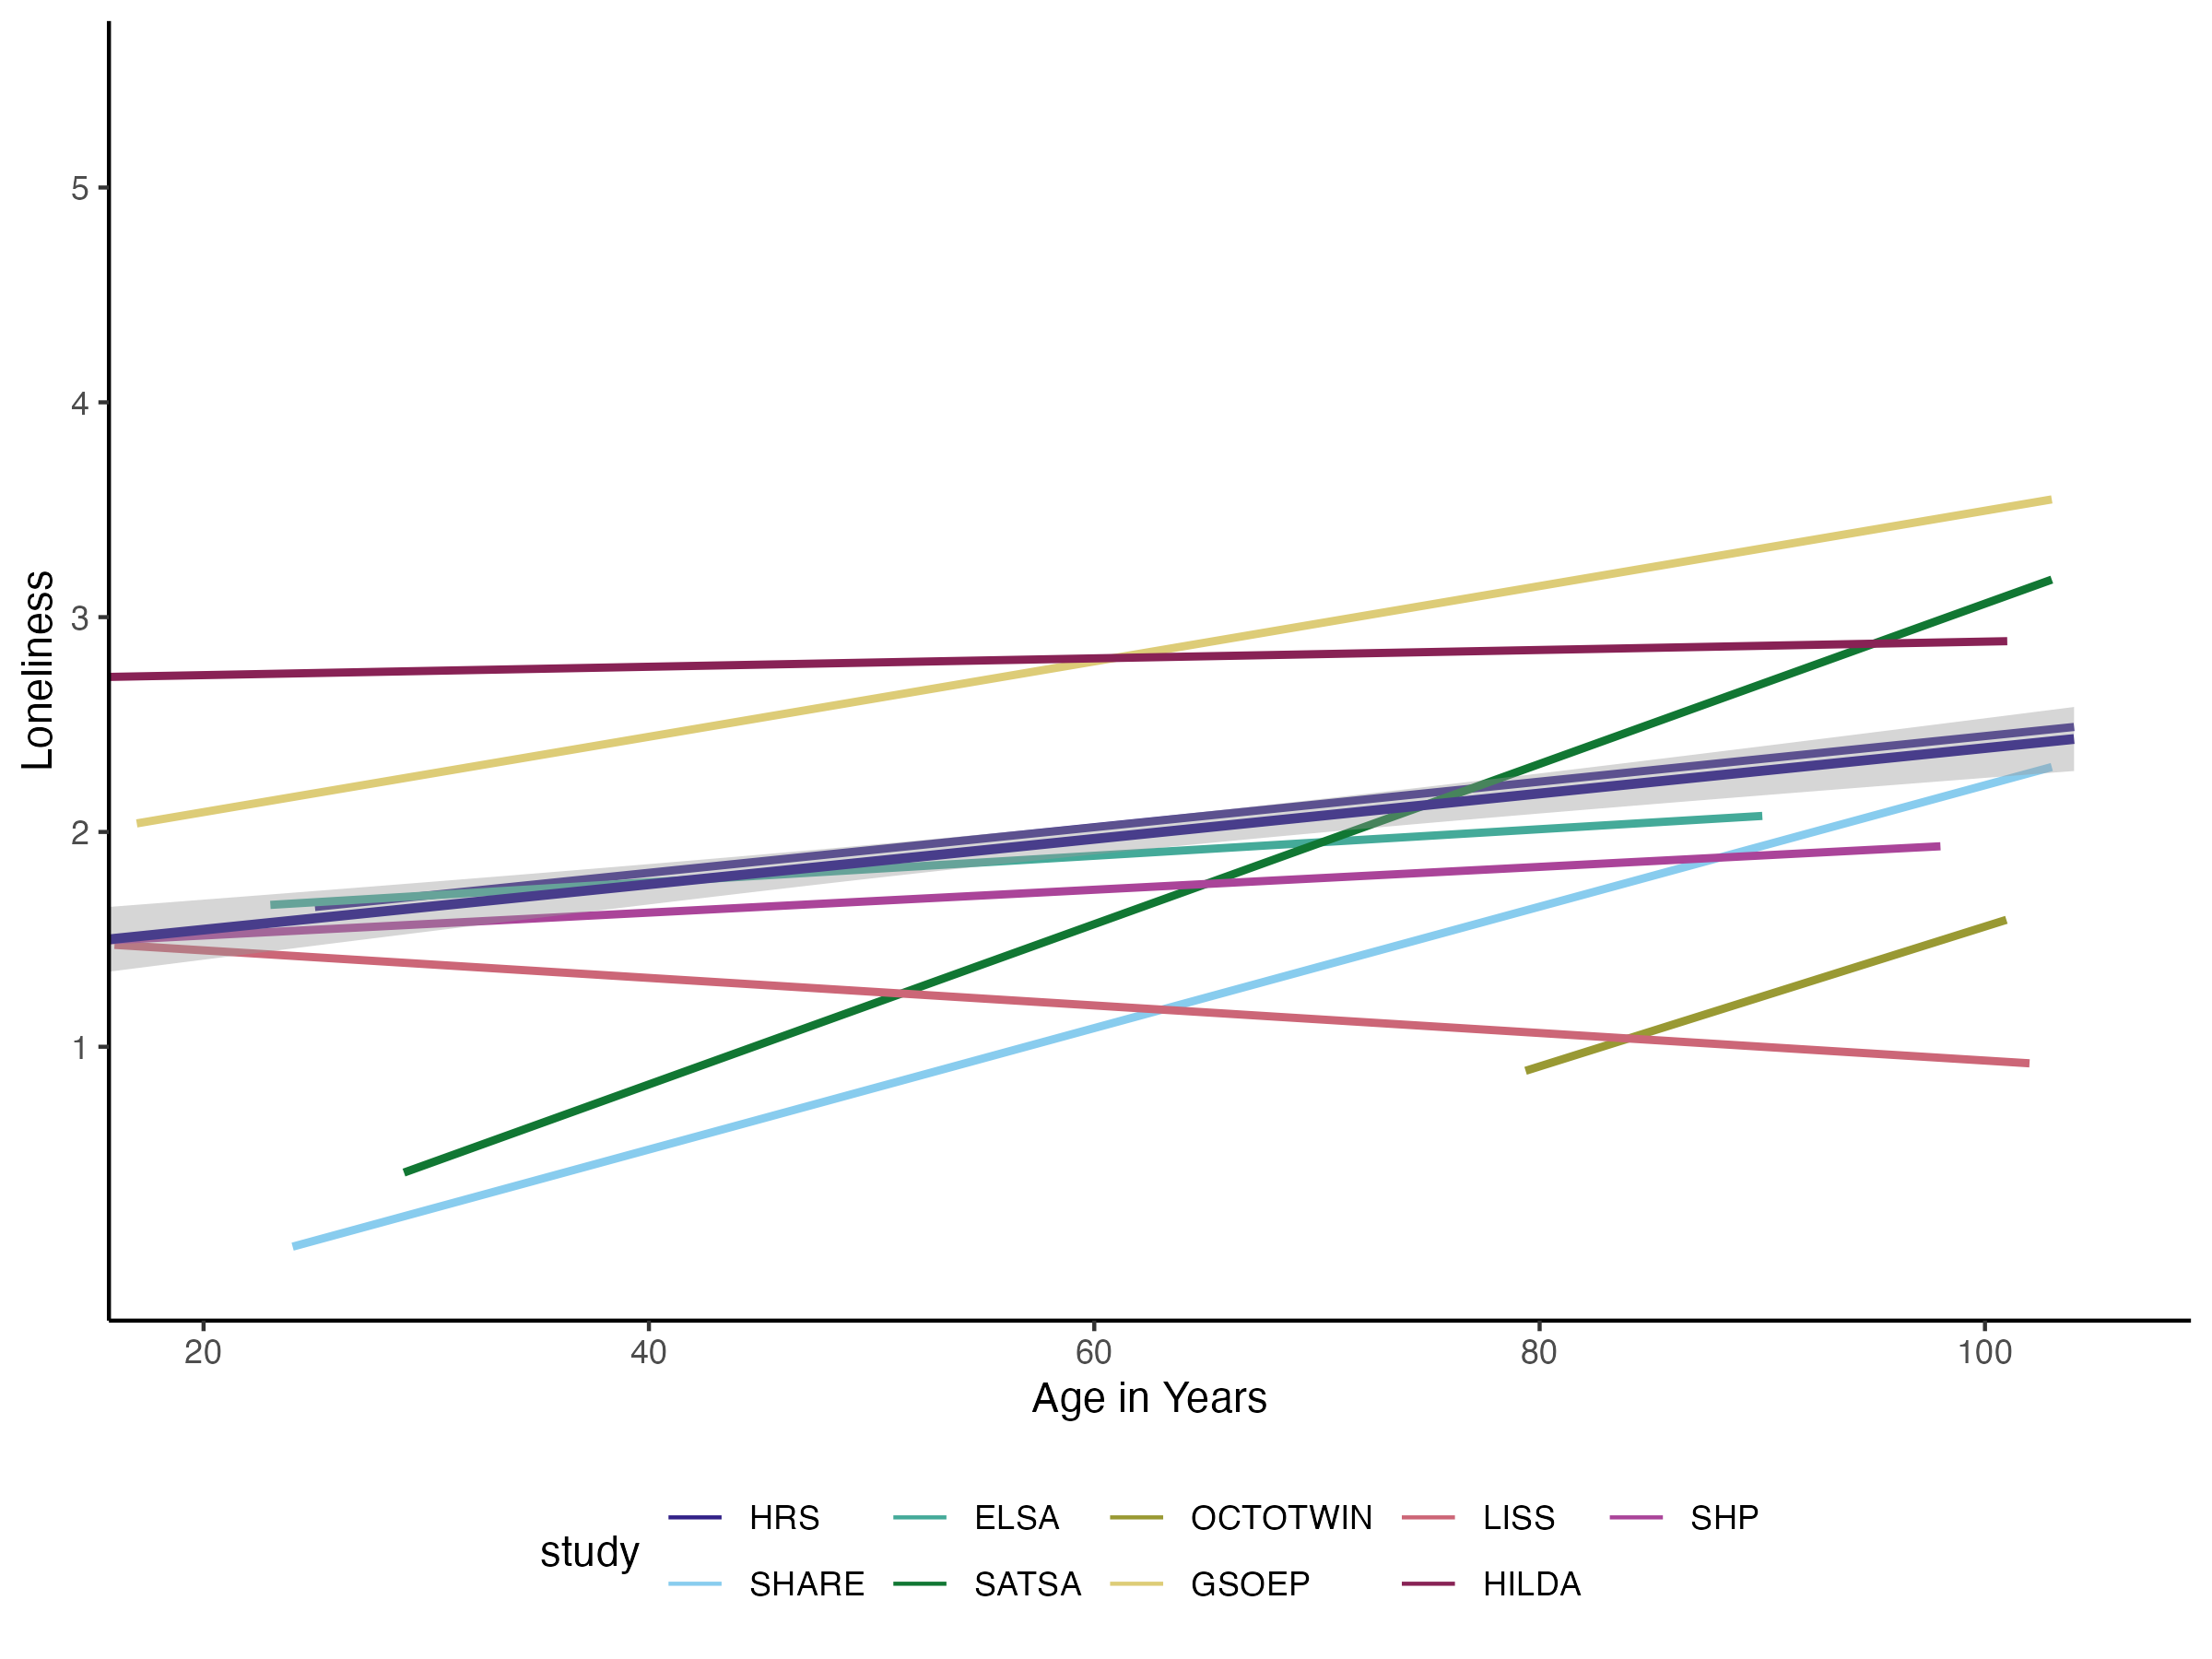 5
4
3
2
1
Loneliness
20 40 60 80 100
Age in Years
study
HRS ELSA OCTOTWIN LISS SHP
SHARE SATSA GSOEP HILDA